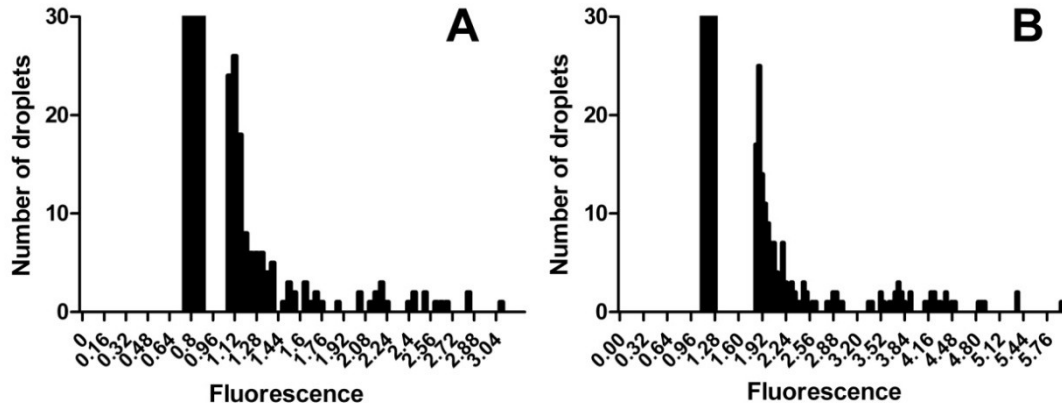 A
Number of droplets
30
20
10
0
0 0.16 0.32 0.48 0.64 0.8 0.96 1.12 1.28 1.44 1.6 1.76 1.92 2.08 2.24 2.4 2.56 2.72 2.88 3.04
Fluorescence
B
Number of droplets
30
20
10
0
0.00 0.32 0.64 0.96 1.28 1.60 1.92 2.24 2.56 2.88 3.20 3.52 3.84 4.16 4.48 4.80 5.12 5.44 5.76
Fluorescence